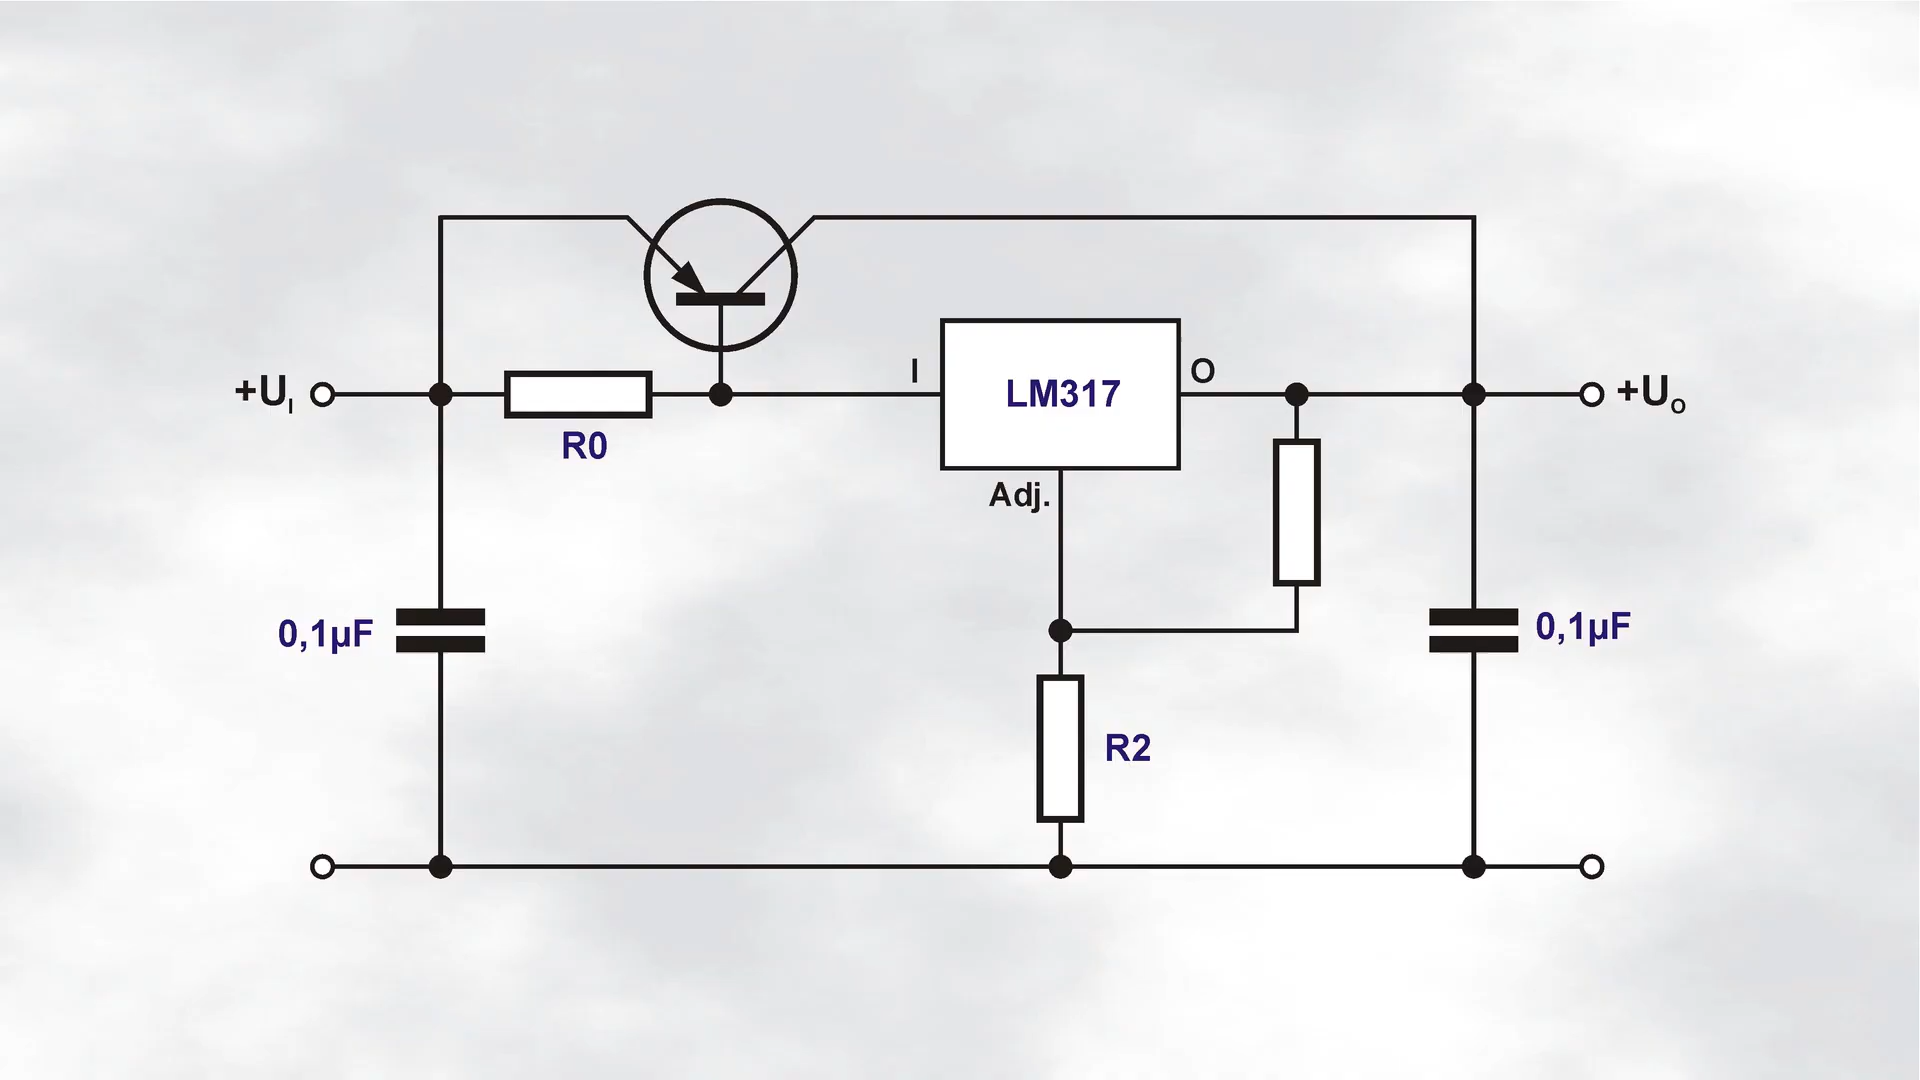 +UI
R0
I
LM317
O
+UO
Adj.
0,1µF
0,1µF
R2